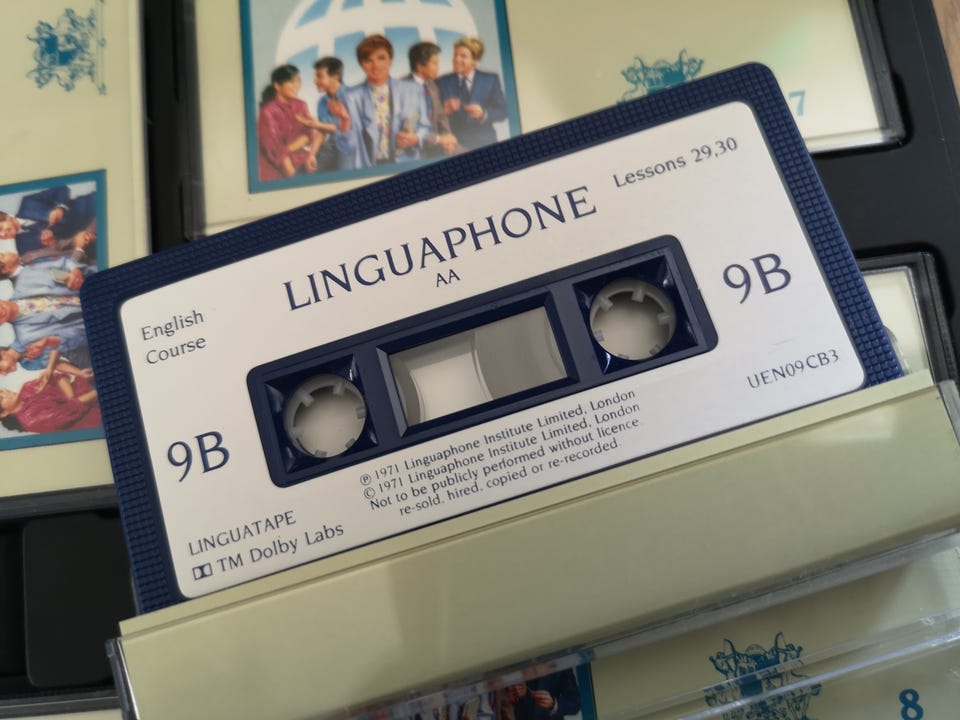 7
LINGUAPHONE
AA
Lessons 29,30
English
Course
9B
9B
UEN09CB3
℗ 1971 Linguaphone Institute Limited, London
© 1971 Linguaphone Institute Limited, London
Not to be publicly performed without licence
re-sold, hired, copied or re-recorded.
LINGUATAPE
TM Dolby Labs
8